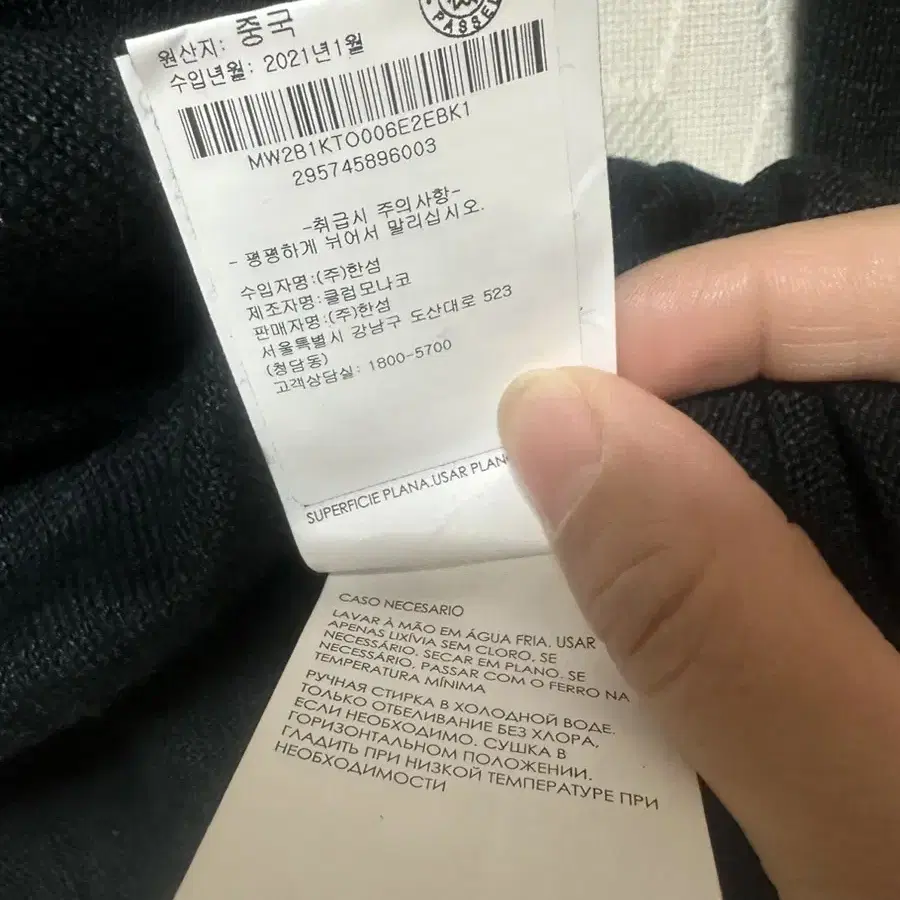 PASSED
원산지: 중국
수입년월: 2021년1월
MW2B1KTO006E2EBK1
295745896003
-취급시 주의사항-
- 평평하게 뉘어서 말리십시오.
수입자명:(주)한섬
제조자명:클럽모나코
판매자명:(주)한섬
서울특별시 강남구 도산대로 523
(청담동)
고객상담실: 1800-5700
SUPERFICIE PLANA.USAR
CASO NECESARIO
LAVAR À MÃO EM ÁGUA FRIA, USAR
APENAS LIXÍVIA SEM CLORO, SE
NECESSÁRIO. SECAR EM PLANO. SE
NECESSÁRIO, PASSAR COM O FERRO NA
TEMPERATURA MÍNIMA
РУЧНАЯ СТИРКА В ХОЛОДНОЙ ВОДЕ.
ТОЛЬКО ОТБЕЛИВАНИЕ БЕЗ ХЛОРА,
ЕСЛИ НЕОБХОДИМО. СУШКА В
ГОРИЗОНТАЛЬНОМ ПОЛОЖЕНИИ.
ГЛАДИТЬ ПРИ НИЗКОЙ ТЕМПЕРАТУРЕ ПРИ
НЕОБХОДИМОСТИ